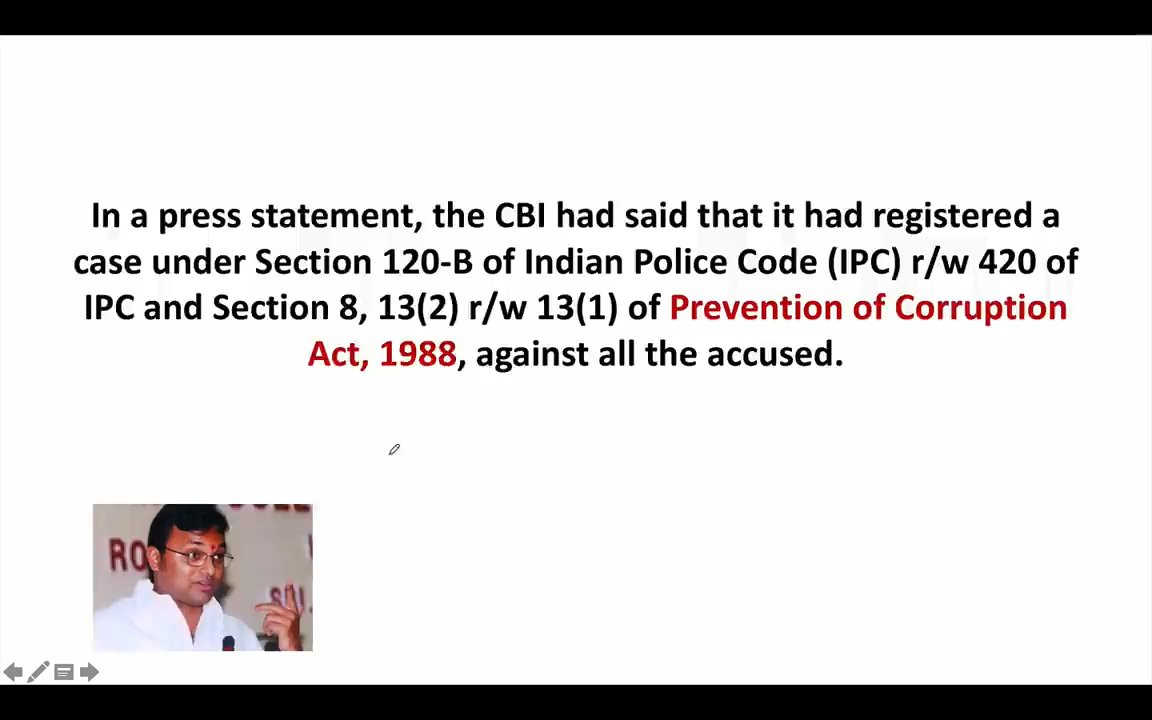 In a press statement, the CBI had said that it had registered a
case under Section 120-B of Indian Police Code (IPC) r/w 420 of
IPC and Section 8, 13(2) r/w 13(1) of Prevention of Corruption
Act, 1988, against all the accused.
RO